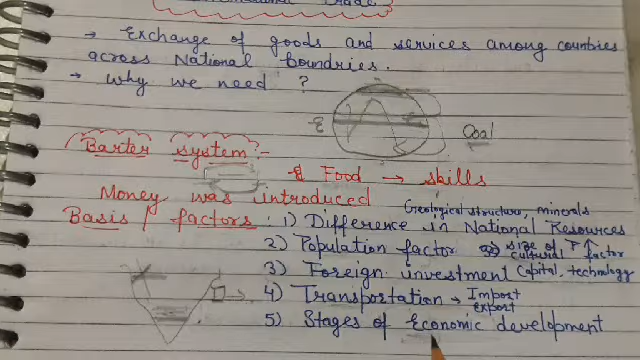 → Exchange of goods and services among countries
across National boundries.
→ Why we need ?
Coal
Barter system :-
Food → skills
Money was introduced
Geological structure, minerals
Basis / factors : 1) Difference in National Resources
2) Population factor size of P ↑
cultural factor
3) Foreign investment (capital, technology
4) Transportation → Import
export
5) Stages of Economic development